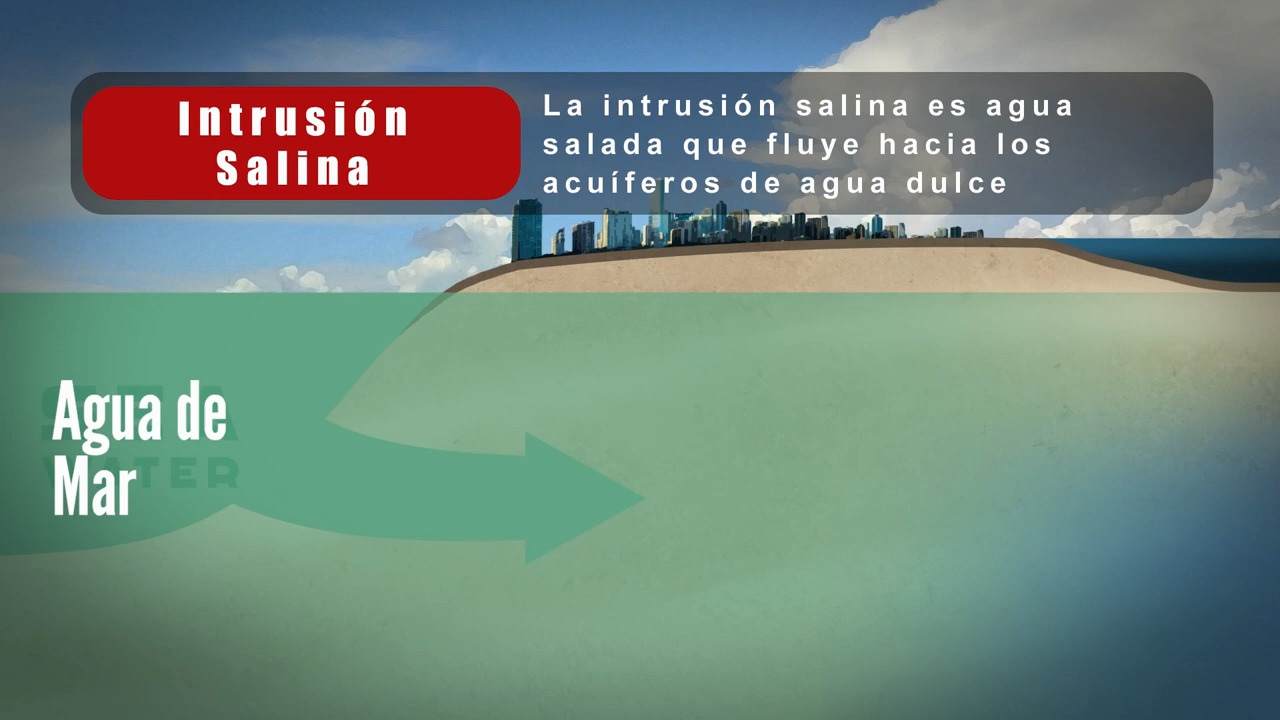 Intrusión
Salina
La intrusión salina es agua
salada que fluye hacia los
acuíferos de agua dulce
Agua de
Mar